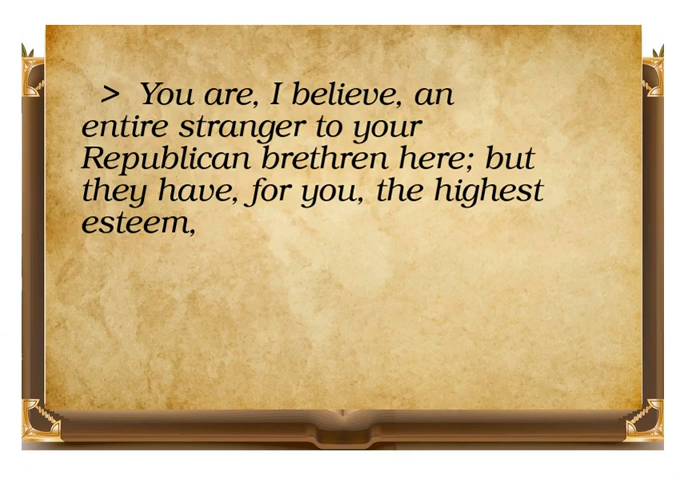 > You are, I believe, an
entire stranger to your
Republican brethren here; but
they have, for you, the highest
esteem,